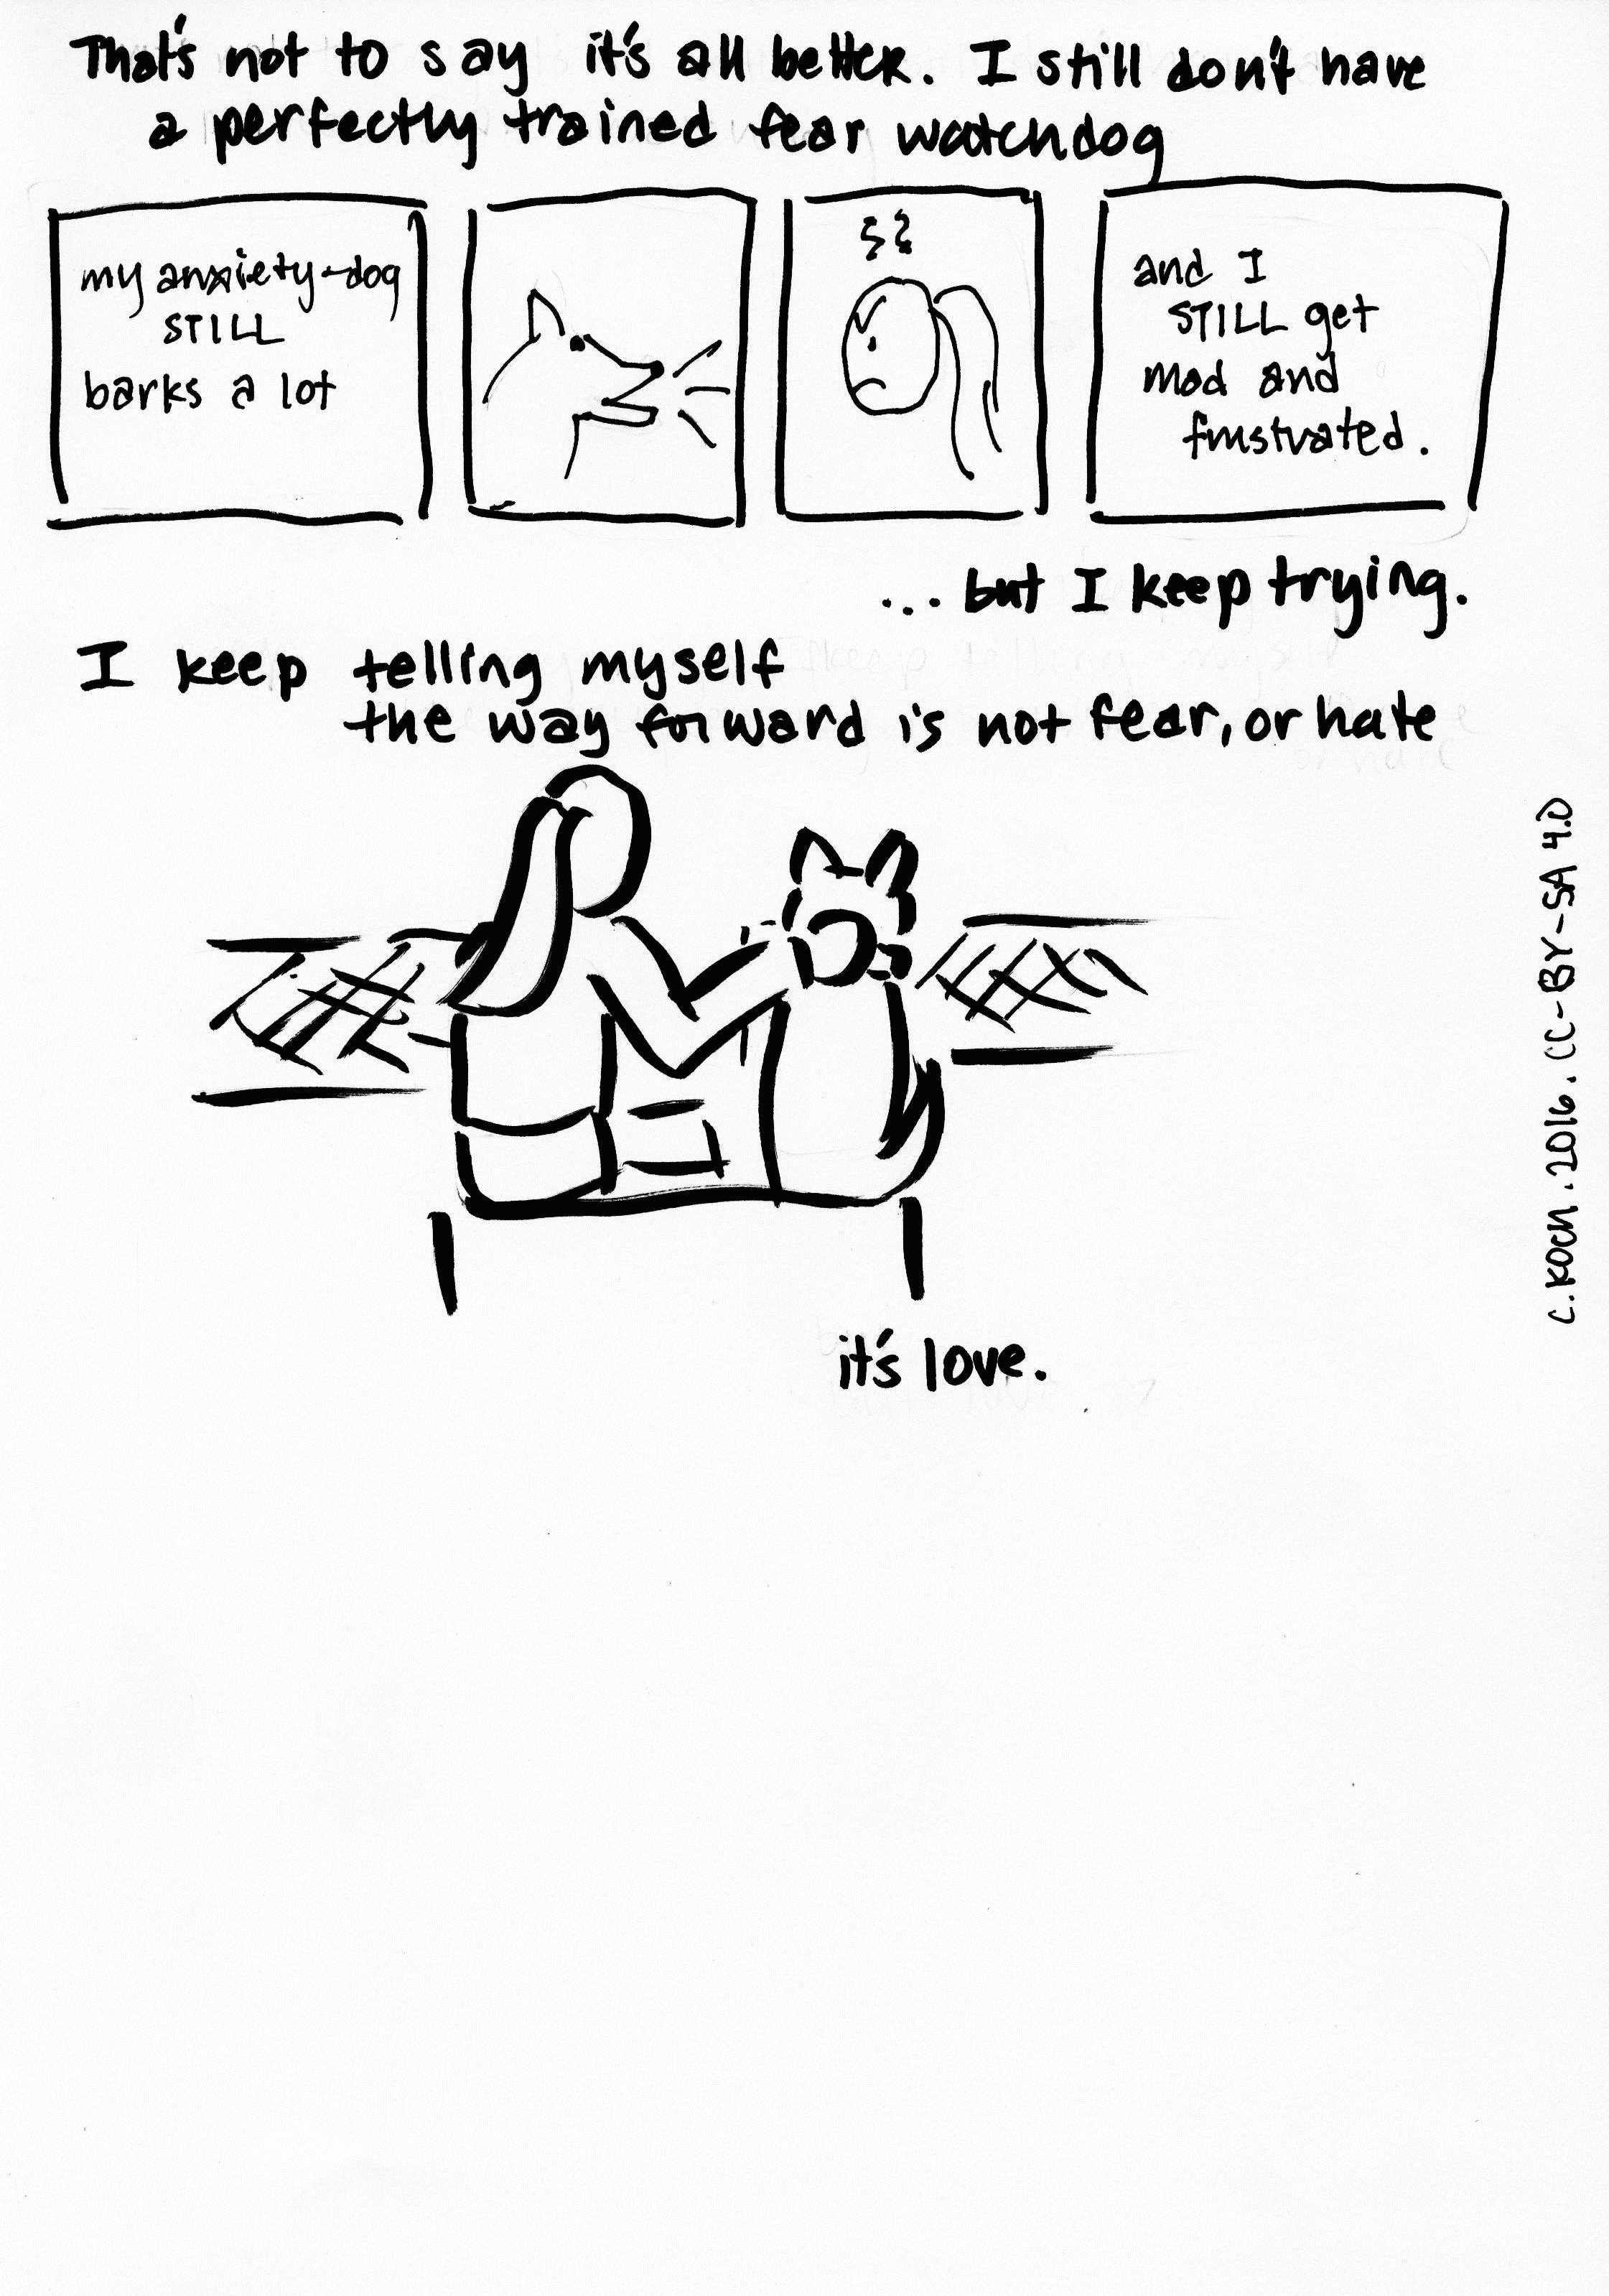 That's not to say it's all better. I still don't have
a perfectly trained fear watchdog
my anxiety-dog
STILL
barks a lot
and I
STILL get
mad and
frustrated.
... but I keep trying.
I keep telling myself
the way forward is not fear, or hate
it's love.
C. KOCH . 2016 . CC-BY-SA 4.0